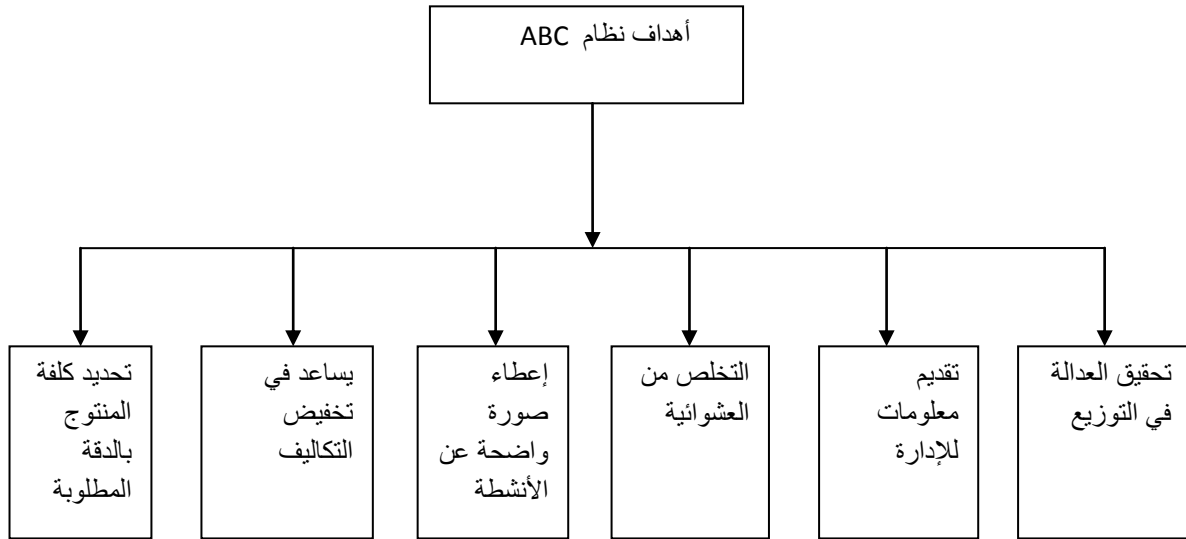 أهداف نظام ABC
تحقيق العدالة
في التوزيع
تقديم
معلومات
للإدارة
التخلص من
العشوائية
إعطاء
صورة
واضحة عن
الأنشطة
يساعد في
تخفيض
التكاليف
تحديد كلفة
المنتوج
بالدقة
المطلوبة